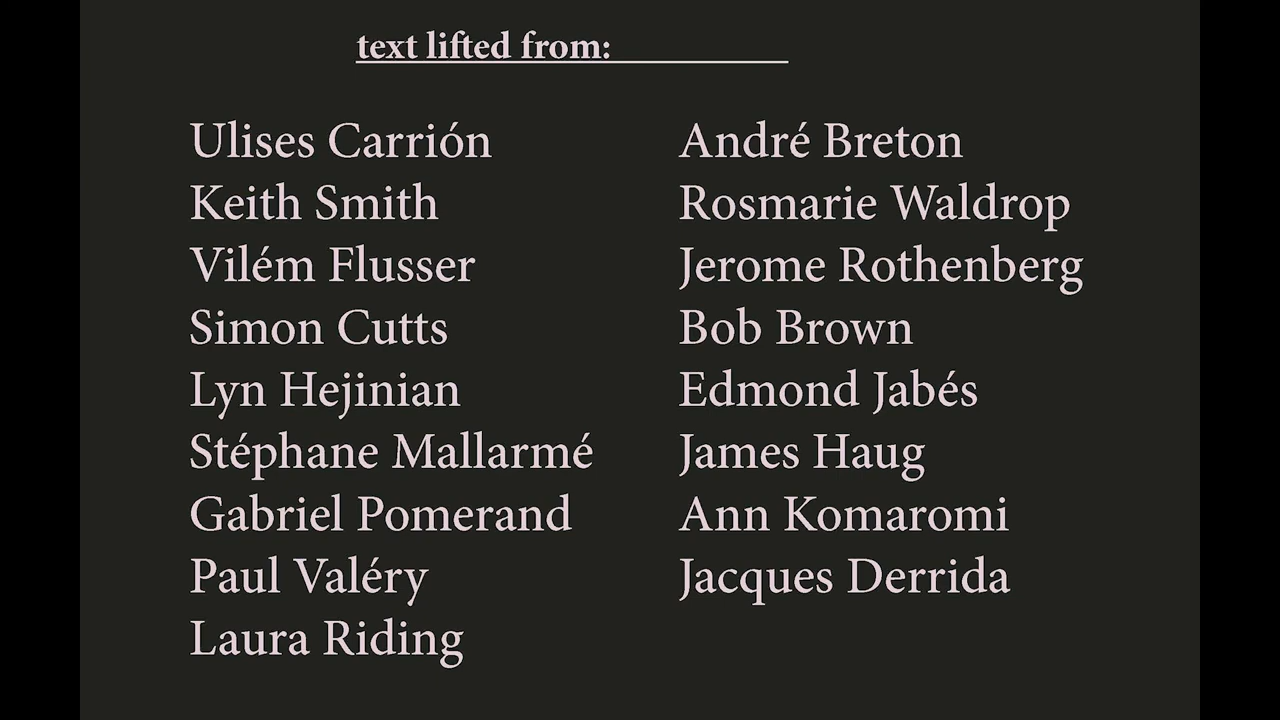 text lifted from:
Ulises Carrión
Keith Smith
Vilém Flusser
Simon Cutts
Lyn Hejinian
Stéphane Mallarmé
Gabriel Pomerand
Paul Valéry
Laura Riding
André Breton
Rosmarie Waldrop
Jerome Rothenberg
Bob Brown
Edmond Jabés
James Haug
Ann Komaromi
Jacques Derrida